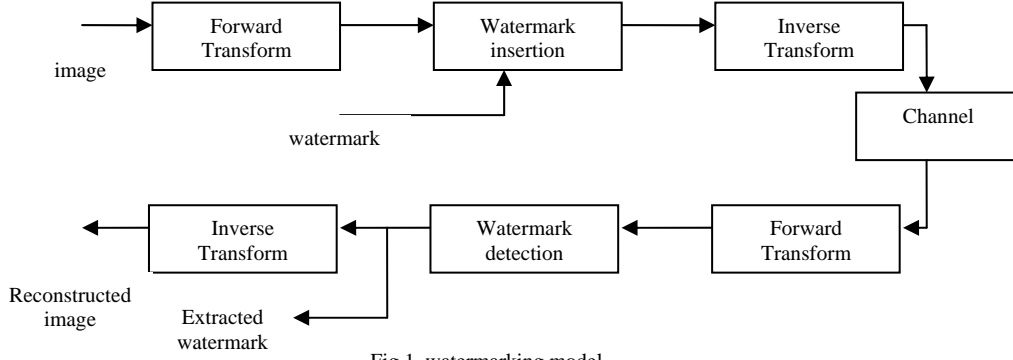 Forward
Transform
Watermark
insertion
Inverse
Transform
image
Channel
watermark
Inverse
Transform
Watermark
detection
Forward
Transform
Reconstructed
image
Extracted
watermark
Fig 1. watermarking model